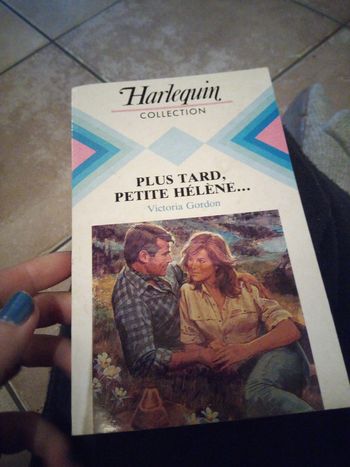 Harlequin
COLLECTION
PLUS TARD,
PETITE HÉLÈNE...
Victoria Gordon